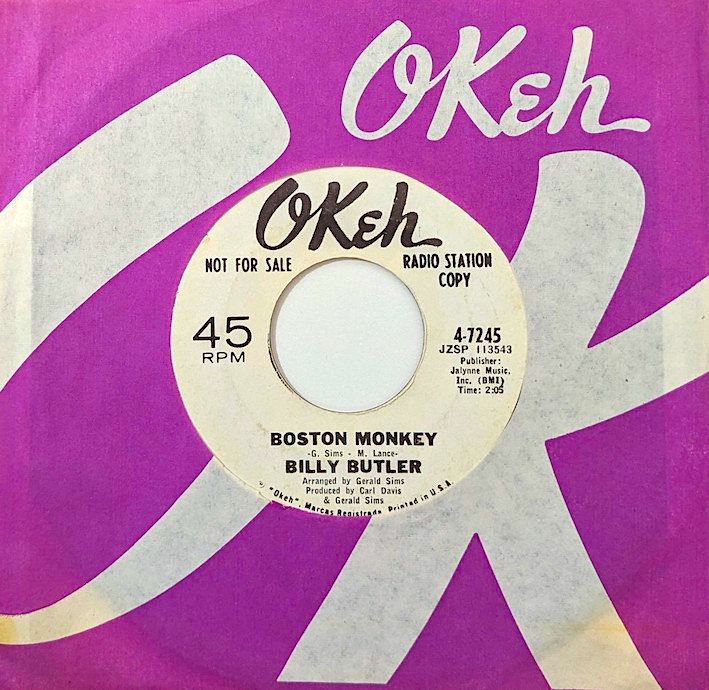 OKeh
OKeh
NOT FOR SALE
RADIO STATION
COPY
45
RPM
4-7245
JZSP 113543
Publisher:
Jalynne Music,
Inc. (BMI)
Time: 2:05
BOSTON MONKEY
-G. Sims - M. Lance-
BILLY BUTLER
Arranged by Gerald Sims
Produced by Carl Davis
& Gerald Sims
℗ "Okeh", Marcas Registrada. Printed in U.S.A.